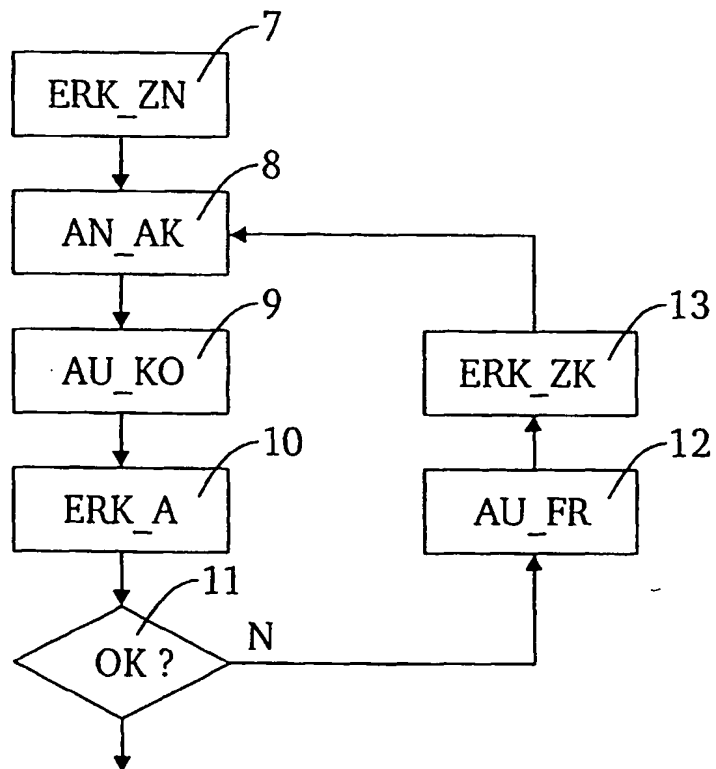 7
ERK_ZN
8
AN_AK
9
13
AU_KO
ERK_ZK
10
12
ERK_A
AU_FR
11
N
OK ?